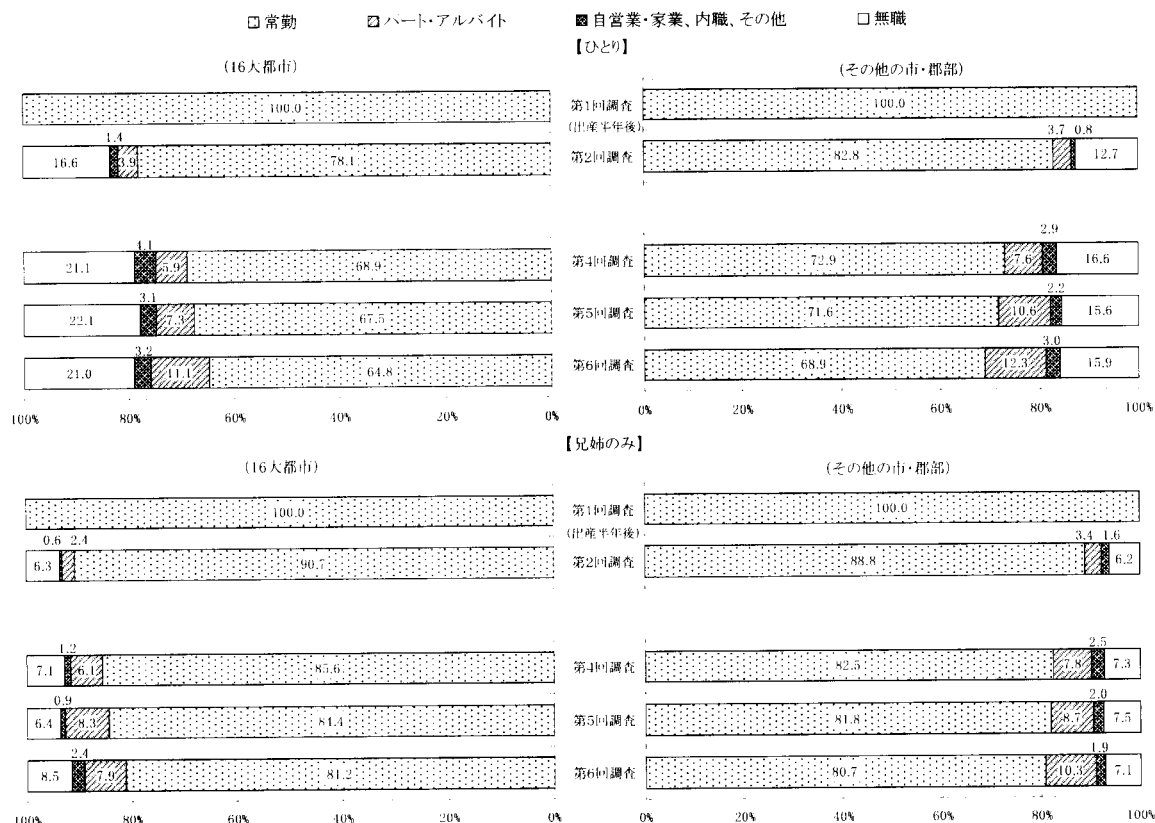 常勤 パート・アルバイト 自営業・家業、内職、その他 無職
【ひとり】
(16大都市) (その他の市・郡部)
100.0 第1回調査 100.0
(出産半年後)
1.4 3.7 0.8
16.6 3.9 78.1 第2回調査 82.8 12.7
4.1 2.9
21.1 5.9 68.9 第4回調査 72.9 7.6 16.6
3.1 2.2
22.1 7.3 67.5 第5回調査 71.6 10.6 15.6
3.2 3.0
21.0 11.1 64.8 第6回調査 68.9 12.3 15.9
100% 80% 60% 40% 20% 0% 0% 20% 40% 60% 80% 100%
【兄姉のみ】
(16大都市) (その他の市・郡部)
100.0 第1回調査 100.0
(出産半年後)
0.6 2.4 3.4 1.6
6.3 90.7 第2回調査 88.8 6.2
1.2 2.5
7.1 6.1 85.6 第4回調査 82.5 7.8 7.3
0.9 2.0
6.4 8.3 84.4 第5回調査 81.8 8.7 7.5
2.4 1.9
8.5 7.9 81.2 第6回調査 80.7 10.3 7.1
100% 80% 60% 40% 20% 0% 0% 20% 40% 60% 80% 100%